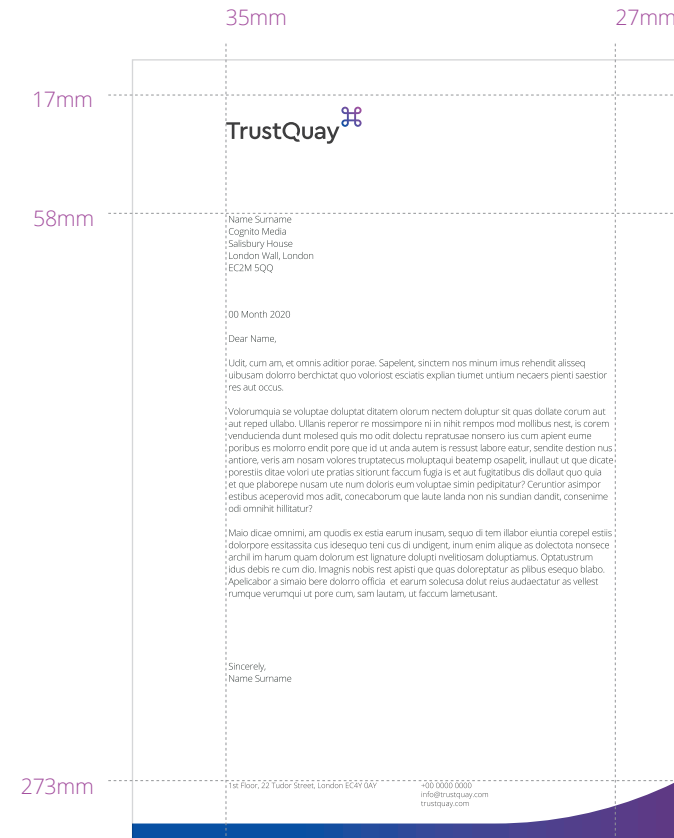 35mm
27mm
17mm
TrustQuay
58mm
Name Surname
Cognito Media
Salisbury House
London Wall, London
EC2M 5QQ
00 Month 2020
Dear Name,
Udit, cum am, et omnis aditior porae. Sapelent, sinctem nos minum imus rehendit alisseq
uibusam dolorro berchictat quo voloriost esciatis explian tiumet untium necaers pienti saestior
res aut occus.
Volorumquia se voluptae doluptat ditatem olorum nectem doluptur sit quas dollate corum aut
aut reped ullabo. Ullanis reperor re mossimpore ni in nihit rempos mod mollibus nest, is corem
venducienda dunt molesed quis mo odit dolectu repratusae nonsero ius cum apient eume
poribus es molorro endit pore que id ut anda autem is ressust labore eatur, sendite destion nus
antiore, veris am nosam volores truptatecus moluptaqui beatemp osapelit, inullaut ut que dicate
porestiis ditae volori ute pratias sitiorunt faccum fugia is et aut fugitatibus dis dollaut quo quia
et que plaborepe nusam ute num doloris eum voluptae simin pedipitatur? Ceruntior asimpor
estibus aceperovid mos adit, conecaborum que laute landa non nis sundian dandit, consenime
odi omnihit hillitatur?
Maio dicae omnimi, am quodis ex estia earum inusam, sequo di tem illabor eiuntia corepel estiis
dolorpore essitassita cus idesequo teni cus di undigent, inum enim alique as dolectota nonsece
archil im harum quam dolorum est lignature dolupti nvelitiosam doluptiamus. Optatustrum
idus debis re cum dio. Imagnis nobis rest apisti que quas doloreptatur as plibus esequo blabo.
Apelicabor a simaio bere dolorro officia et earum solecusa dolut reius audaectatur as vellest
rumque verumqui ut pore cum, sam lautam, ut faccum lametusant.
Sincerely,
Name Surname
273mm
1st Floor, 22 Tudor Street, London EC4Y 0AY
+00 0000 0000
info@trustquay.com
trustquay.com